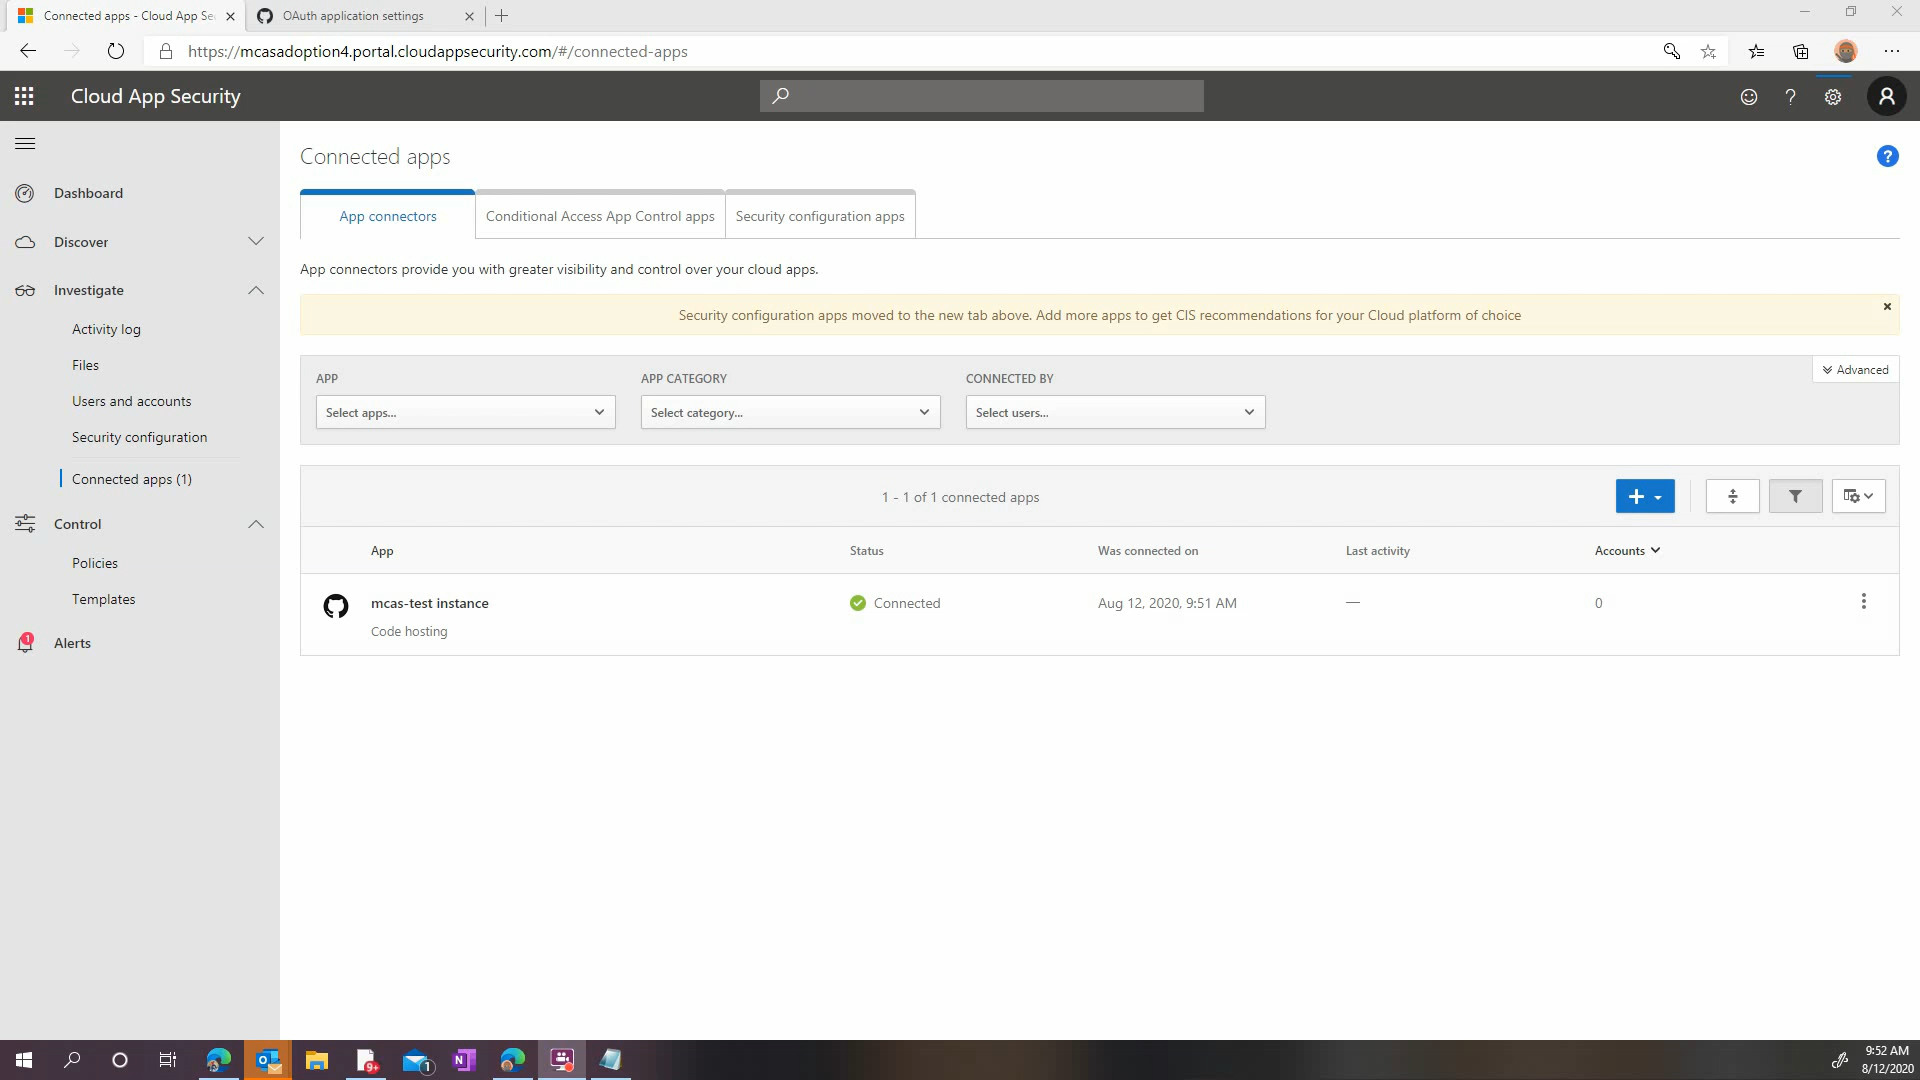 Connected apps - Cloud App Se
OAuth application settings
https://mcasadoption4.portal.cloudappsecurity.com/#/connected-apps
Cloud App Security
Connected apps
Dashboard
Discover
Investigate
Activity log
Files
Users and accounts
Security configuration
Connected apps (1)
Control
Policies
Templates
1
Alerts
App connectors
Conditional Access App Control apps
Security configuration apps
App connectors provide you with greater visibility and control over your cloud apps.
Security configuration apps moved to the new tab above. Add more apps to get CIS recommendations for your Cloud platform of choice
Advanced
APP
APP CATEGORY
CONNECTED BY
Select apps...
Select category...
Select users...
1 - 1 of 1 connected apps
App
Status
Was connected on
Last activity
Accounts
mcas-test instance
Connected
Aug 12, 2020, 9:51 AM
—
0
Code hosting
9+
1
9:52 AM
8/12/2020